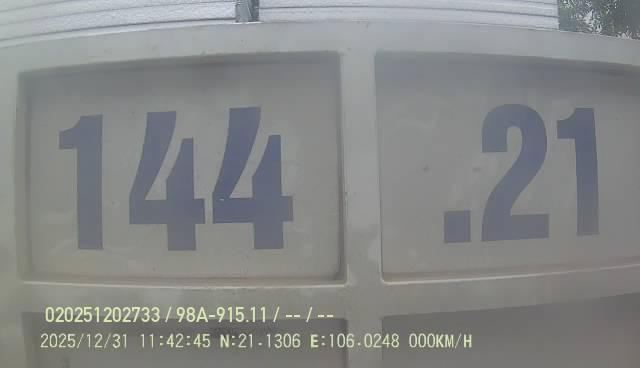 144 .21
020251202733 / 98A-915.11 / -- / --
2025/12/31 11:42:45 N:21.1306 E:106.0248 000KM/H